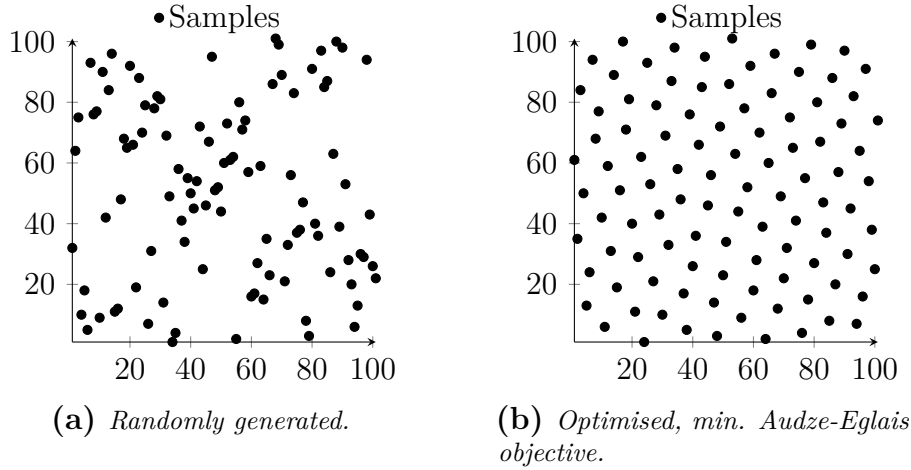 Samples
100
80
60
40
20
20 40 60 80 100
(a) Randomly generated.
Samples
100
80
60
40
20
20 40 60 80 100
(b) Optimised, min. Audze-Eglais
objective.